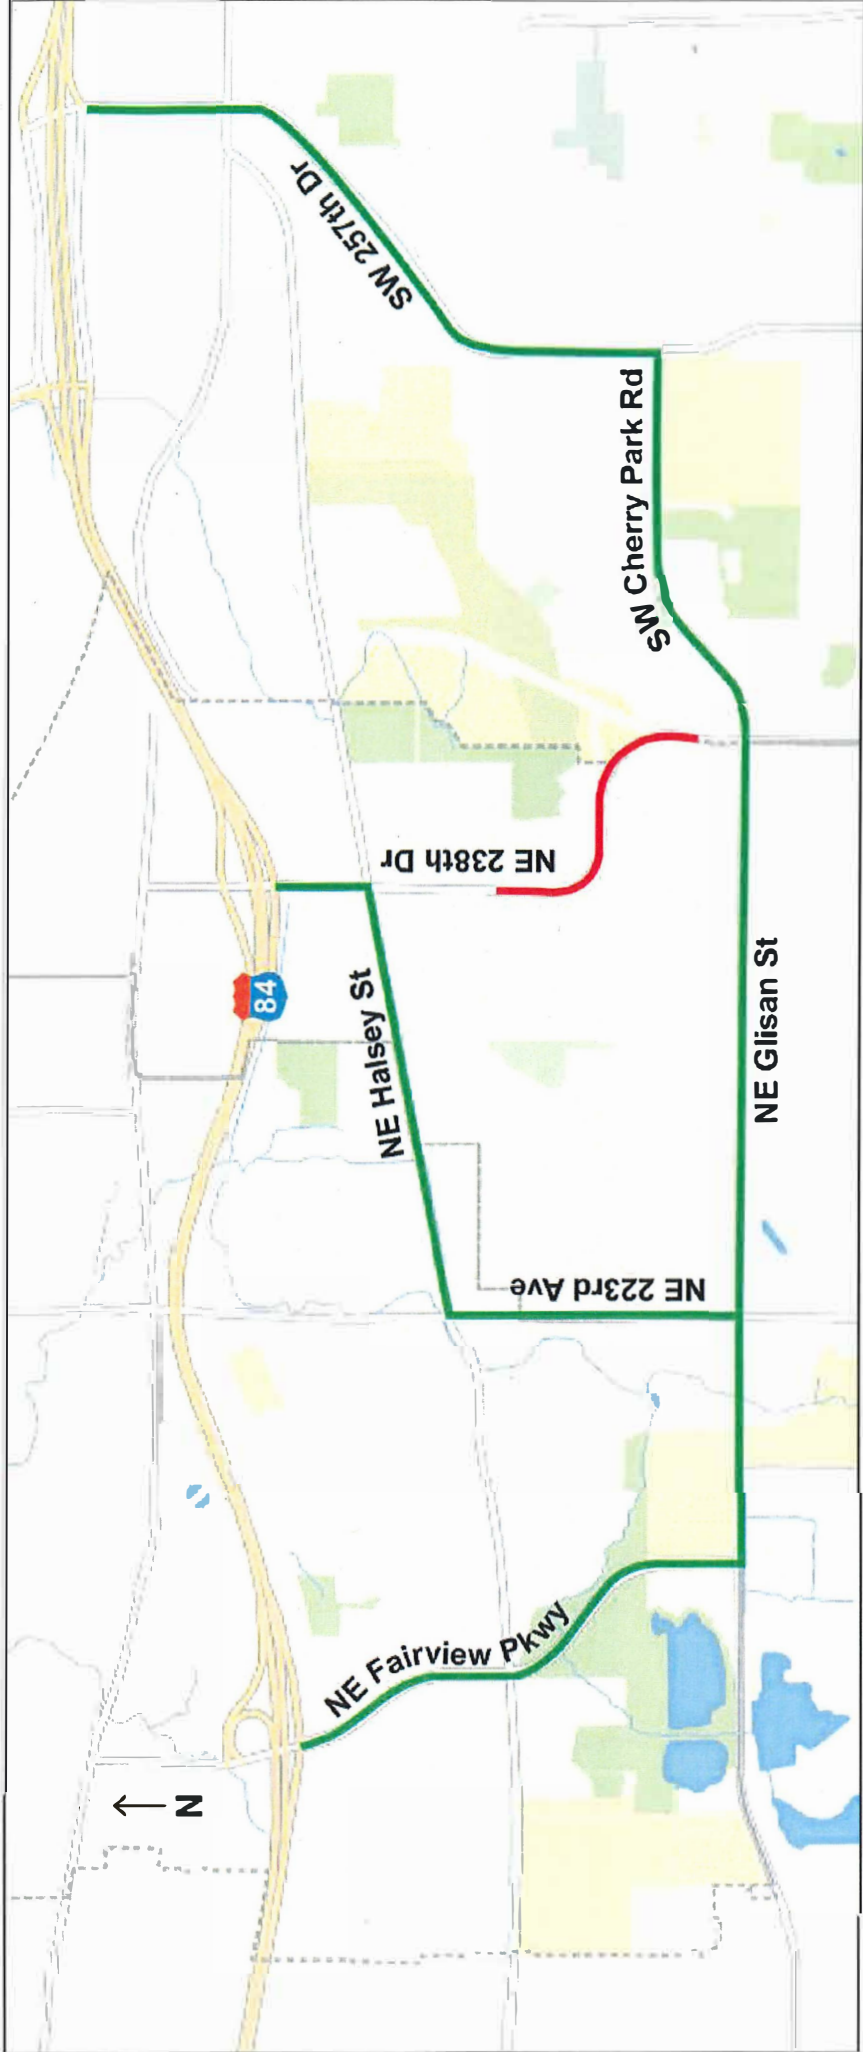 SW 257th Dr
SW Cherry Park Rd
NE 238th Dr
84
NE Halsey St
NE Glisan St
NE 223rd Ave
NE Fairview Pkwy
N